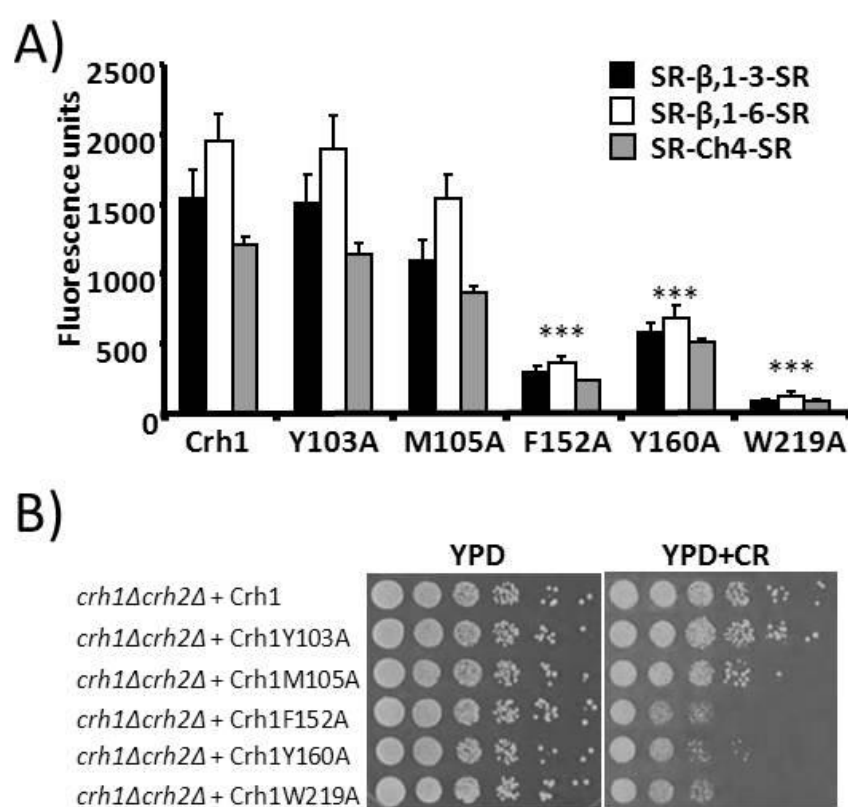 A)
2500
2000
1500
1000
500
0
Fluorescence units
SR-β,1-3-SR
SR-β,1-6-SR
SR-Ch4-SR
***
***
***
Crh1 Y103A M105A F152A Y160A W219A
B)
YPD YPD+CR
crh1Δcrh2Δ + Crh1
crh1Δcrh2Δ + Crh1Y103A
crh1Δcrh2Δ + Crh1M105A
crh1Δcrh2Δ + Crh1F152A
crh1Δcrh2Δ + Crh1Y160A
crh1Δcrh2Δ + Crh1W219A